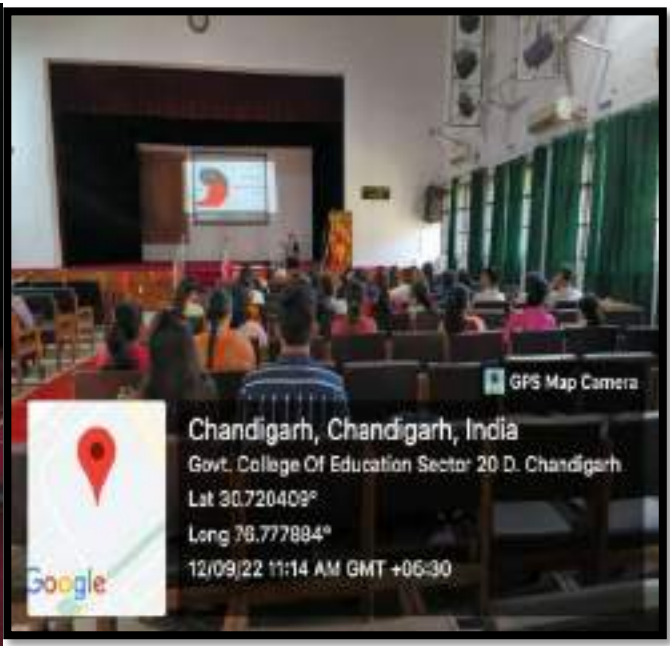 GPS Map Camera
Chandigarh, Chandigarh, India
Govt. College Of Education Sector 20 D. Chandigarh
Lat 30.720409°
Long 76.777884°
12/09/22 11:14 AM GMT +05:30
Google